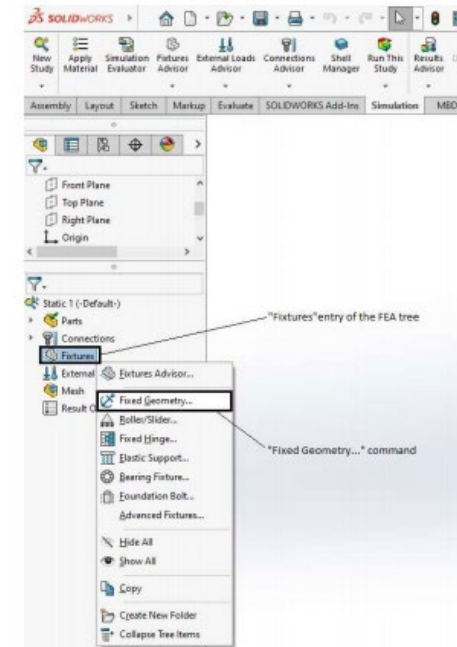 SOLIDWORKS
New Study
Apply Material
Simulation Evaluator
Fixtures Advisor
External Loads Advisor
Connections Advisor
Shell Manager
Run This Study
Results Advisor
Assembly Layout Sketch Markup Evaluate SOLIDWORKS Add-Ins Simulation MBD
Front Plane
Top Plane
Right Plane
Origin
Static 1 (-Default-)
Parts
Connections
Fixtures
"Fixtures"entry of the FEA tree
External
Fixtures Advisor...
Mesh
Result O
Fixed Geometry...
Roller/Slider...
Fixed Hinge...
"Fixed Geometry..." command
Elastic Support...
Bearing Fixture...
Foundation Bolt...
Advanced Fixtures...
Hide All
Show All
Copy
Create New Folder
Collapse Tree Items